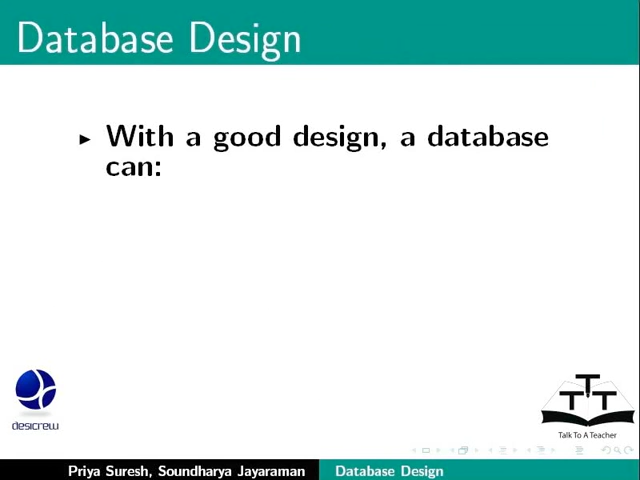 Database Design
With a good design, a database
can:
desicrew
T T T
Talk To A Teacher
Priya Suresh, Soundharya Jayaraman Database Design